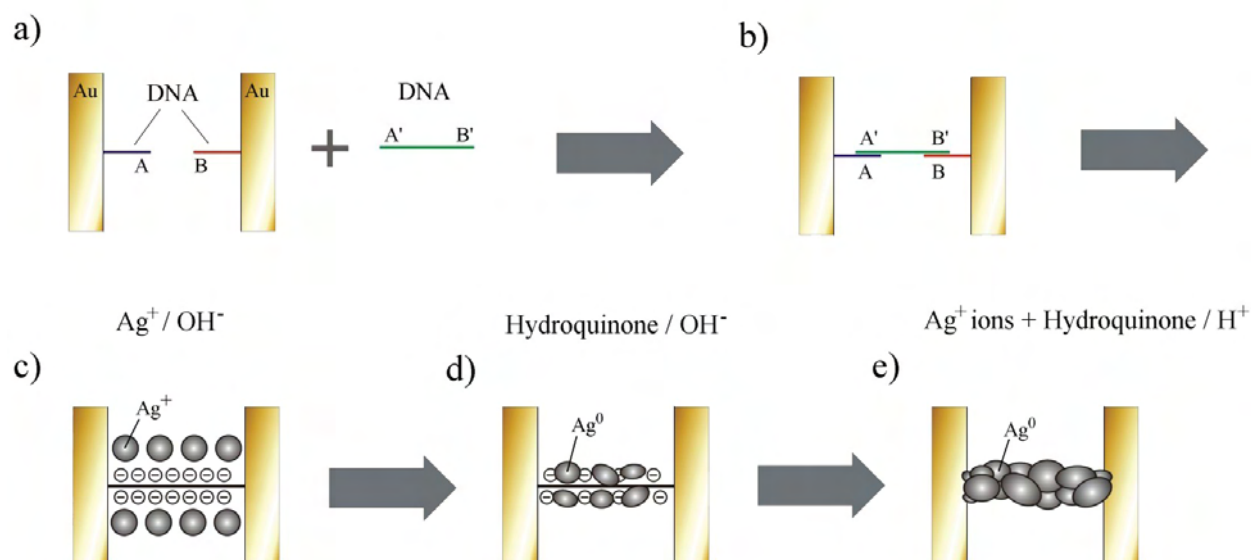 a)
Au
DNA
Au
A
B
DNA
A'
B'
b)
A'
B'
A
B
Ag⁺ / OH⁻
Hydroquinone / OH⁻
Ag⁺ ions + Hydroquinone / H⁺
c)
Ag⁺
d)
Ag⁰
e)
Ag⁰